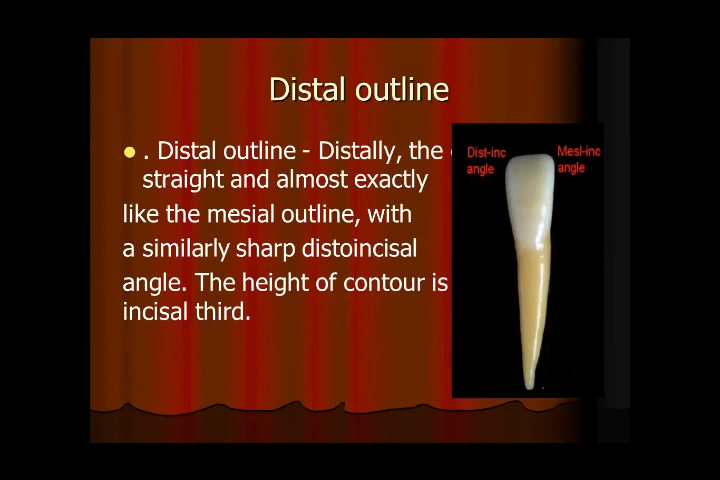 Distal outline
. Distal outline - Distally, the
straight and almost exactly
like the mesial outline, with
a similarly sharp distoincisal
angle. The height of contour is
incisal third.
Dist-inc
angle
Mesl-inc
angle